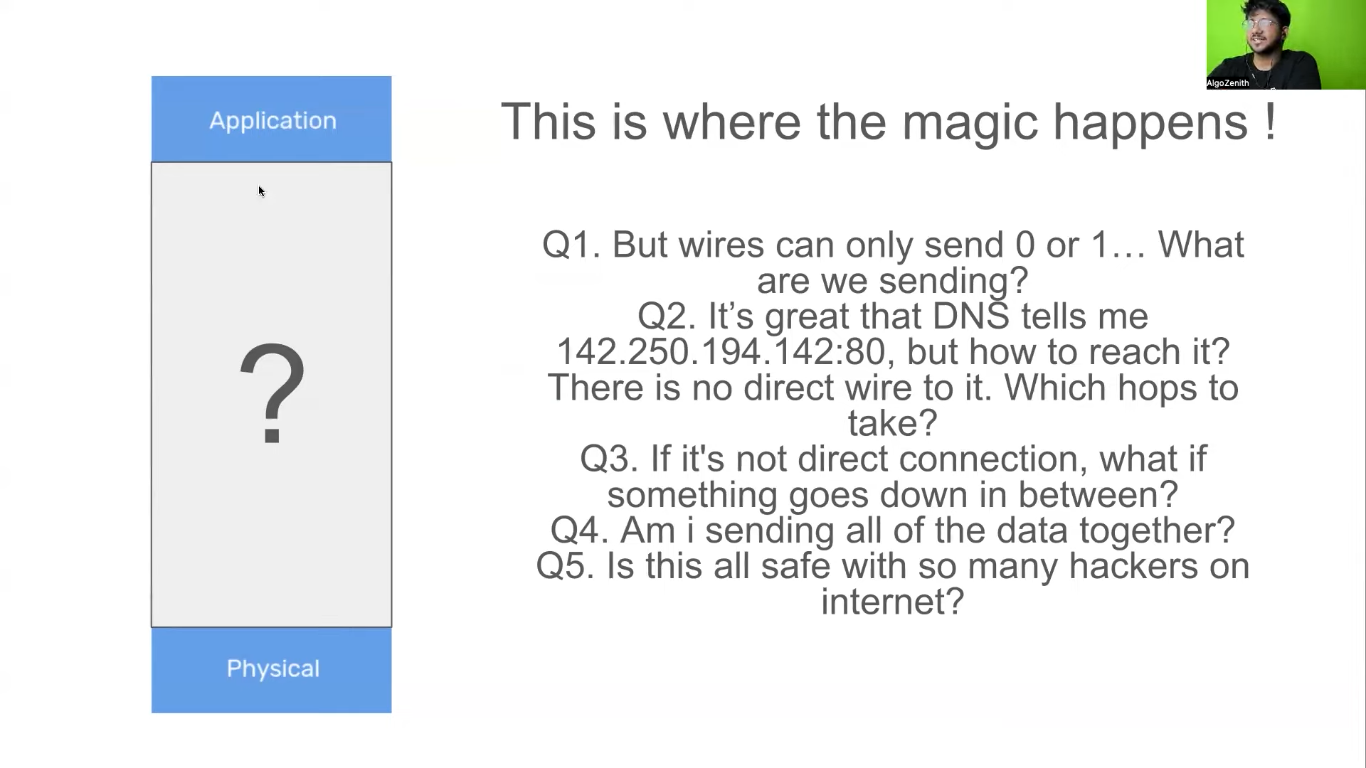 AlgoZenith
Application
This is where the magic happens !
?
Q1. But wires can only send 0 or 1… What
are we sending?
Q2. It’s great that DNS tells me
142.250.194.142:80, but how to reach it?
There is no direct wire to it. Which hops to
take?
Q3. If it's not direct connection, what if
something goes down in between?
Q4. Am i sending all of the data together?
Q5. Is this all safe with so many hackers on
internet?
Physical